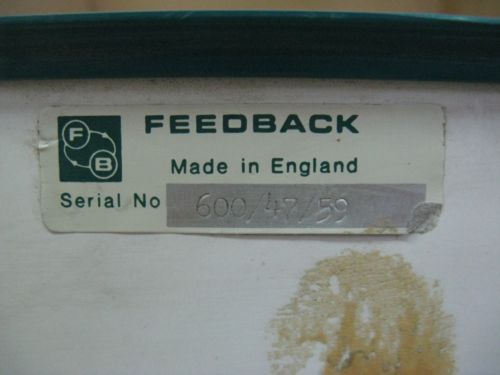 F
B
FEEDBACK
Made in England
Serial No 600/47/59